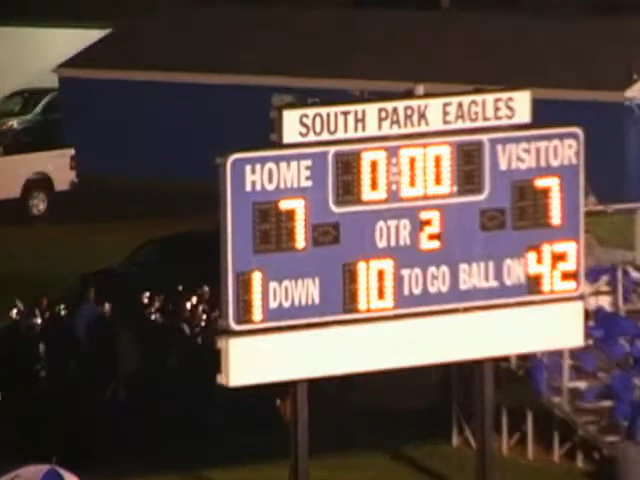 SOUTH PARK EAGLES
HOME 0:00 VISITOR
7 QTR 2 7
1 DOWN 10 TO GO BALL ON 42